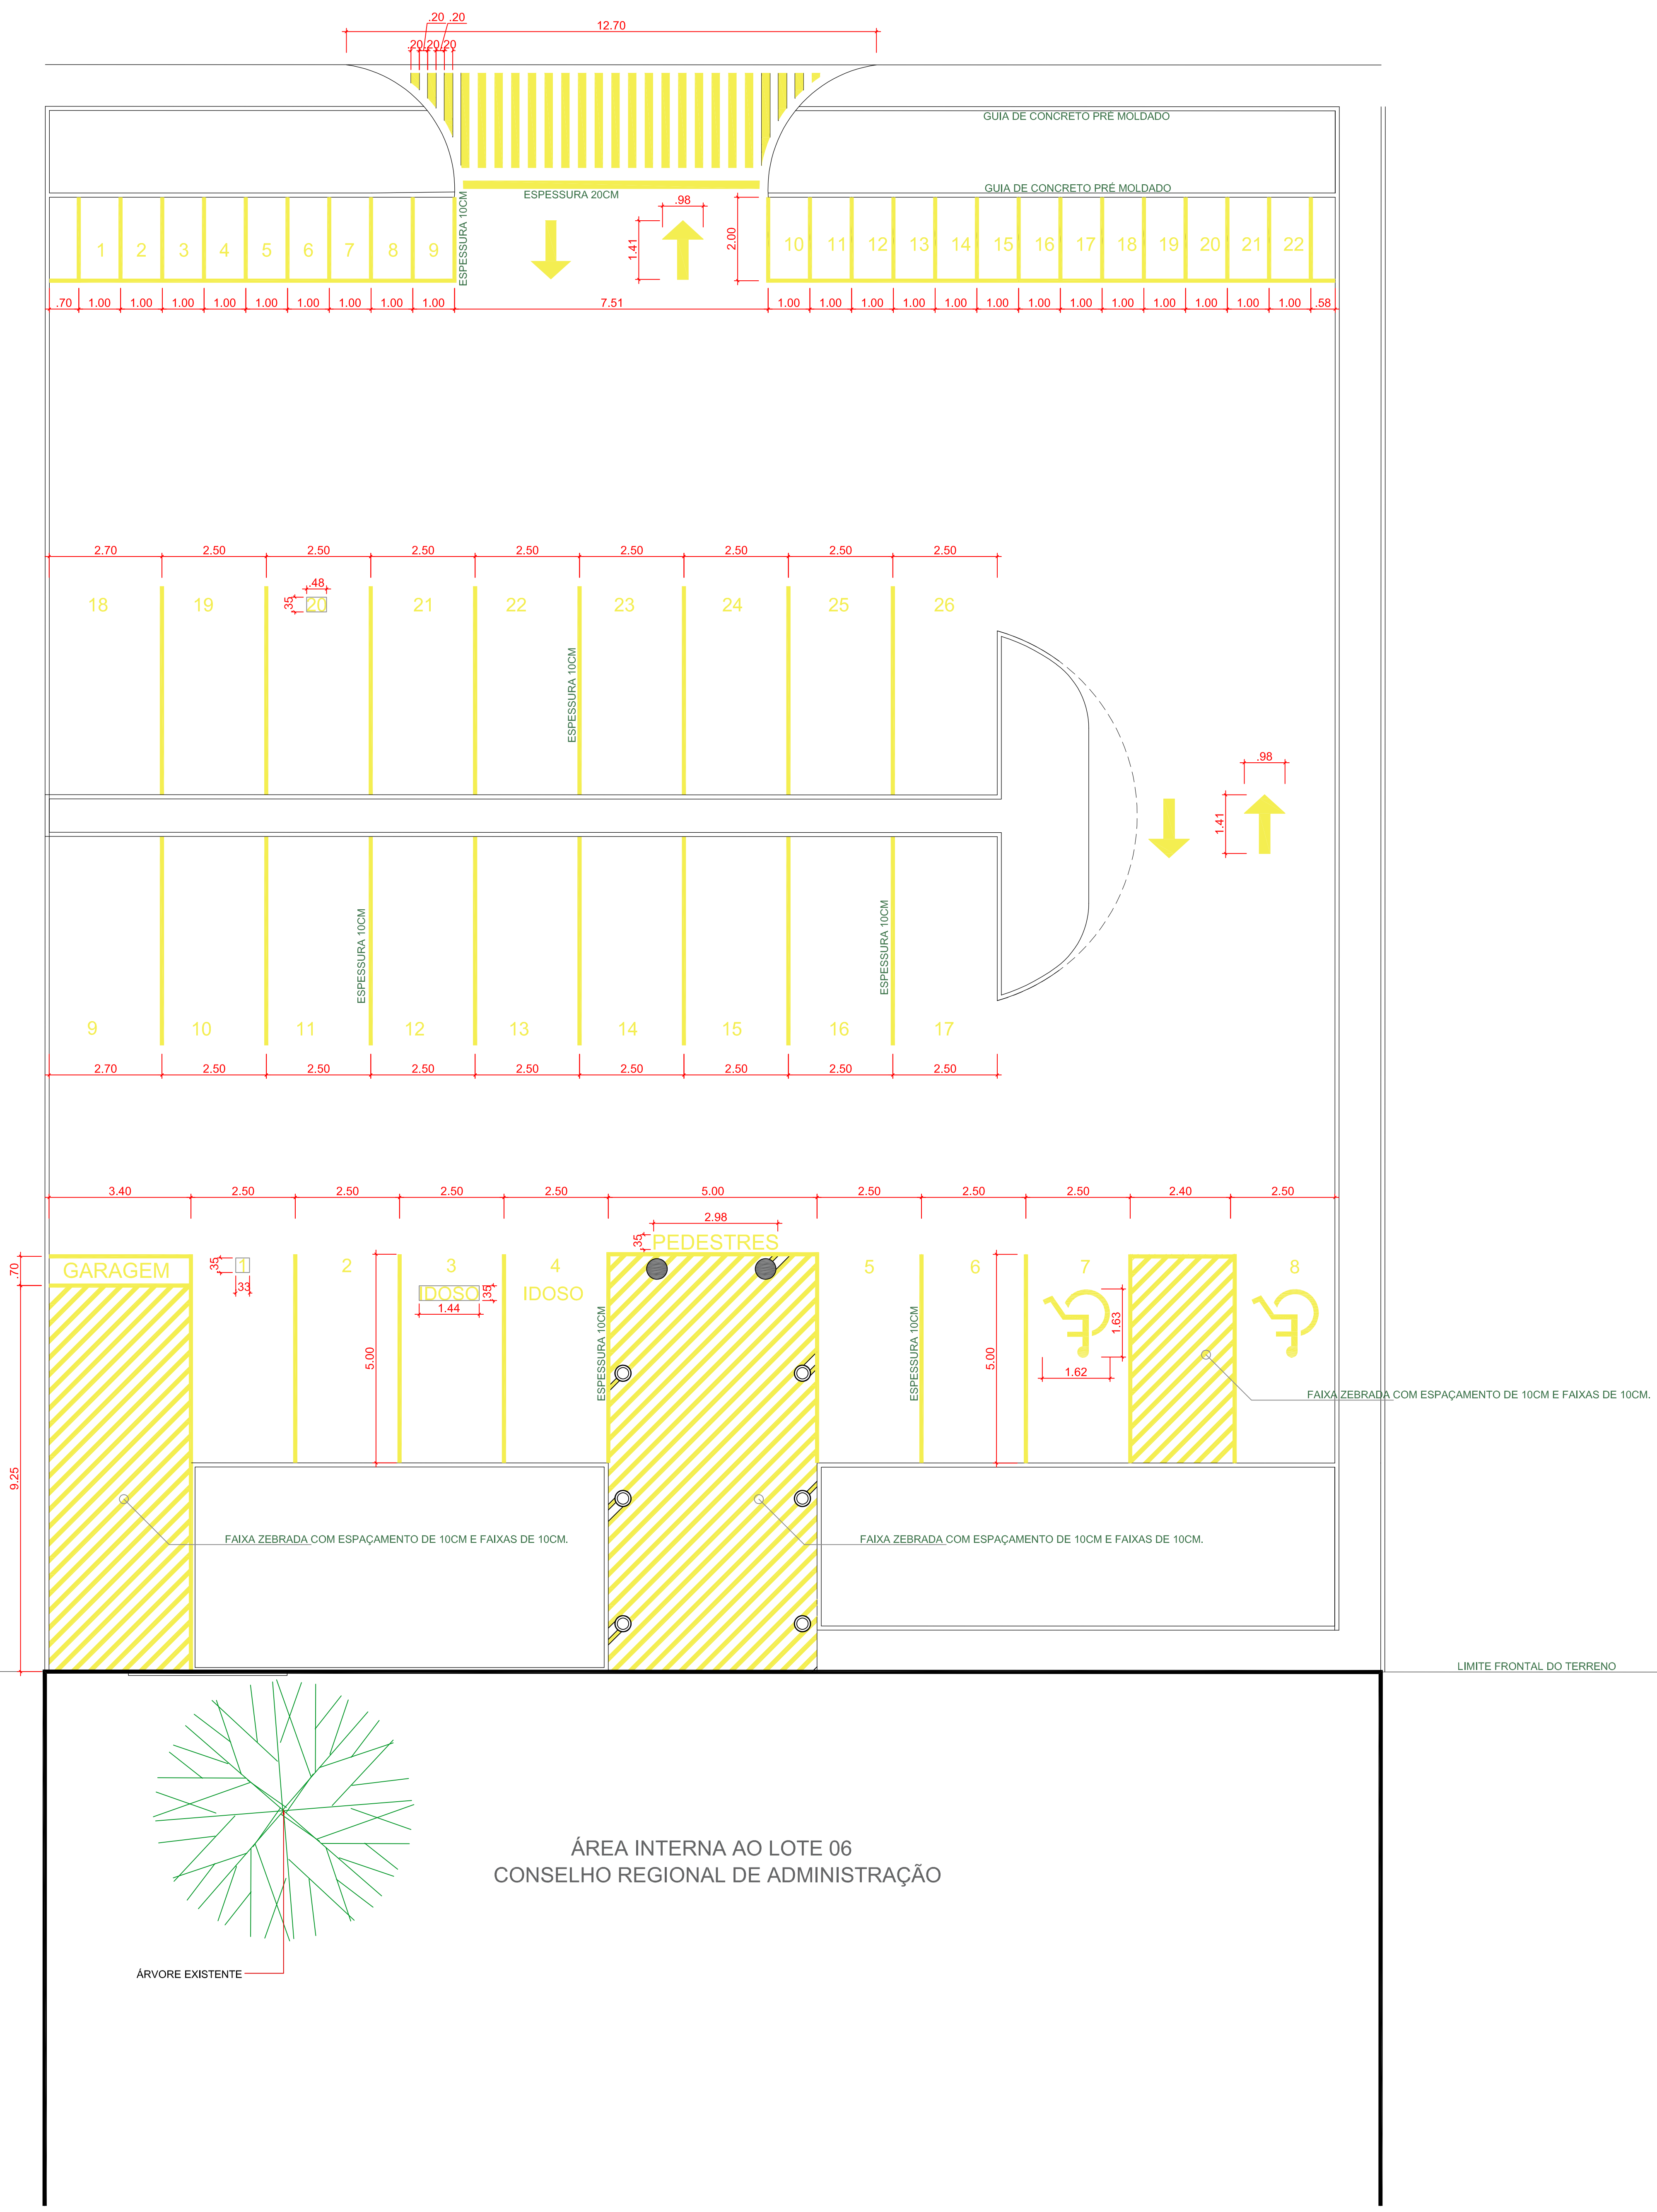 .20 .20
12.70
.20 .20 .20
GUIA DE CONCRETO PRÉ MOLDADO
GUIA DE CONCRETO PRÉ MOLDADO
ESPESSURA 20CM
ESPESSURA 10CM
.98
1.41
2.00
1 2 3 4 5 6 7 8 9
10 11 12 13 14 15 16 17 18 19 20 21 22
.70 1.00 1.00 1.00 1.00 1.00 1.00 1.00 1.00 1.00 7.51 1.00 1.00 1.00 1.00 1.00 1.00 1.00 1.00 1.00 1.00 1.00 1.00 1.00 .58
2.70 2.50 2.50 2.50 2.50 2.50 2.50 2.50 2.50
.48
.35
18 19 20 21 22 23 24 25 26
ESPESSURA 10CM
.98
1.41
ESPESSURA 10CM
ESPESSURA 10CM
9 10 11 12 13 14 15 16 17
2.70 2.50 2.50 2.50 2.50 2.50 2.50 2.50 2.50
3.40 2.50 2.50 2.50 2.50 5.00 2.50 2.50 2.50 2.40 2.50
2.98
.35
PEDESTRES
.70
GARAGEM
.35
1 2 3 4 5 6 7 8
.33
IDOSO
.35
IDOSO
1.44
1.63
1.62
5.00
ESPESSURA 10CM
ESPESSURA 10CM
5.00
FAIXA ZEBRADA COM ESPAÇAMENTO DE 10CM E FAIXAS DE 10CM.
9.25
FAIXA ZEBRADA COM ESPAÇAMENTO DE 10CM E FAIXAS DE 10CM.
FAIXA ZEBRADA COM ESPAÇAMENTO DE 10CM E FAIXAS DE 10CM.
LIMITE FRONTAL DO TERRENO
ÁREA INTERNA AO LOTE 06
CONSELHO REGIONAL DE ADMINISTRAÇÃO
ÁRVORE EXISTENTE